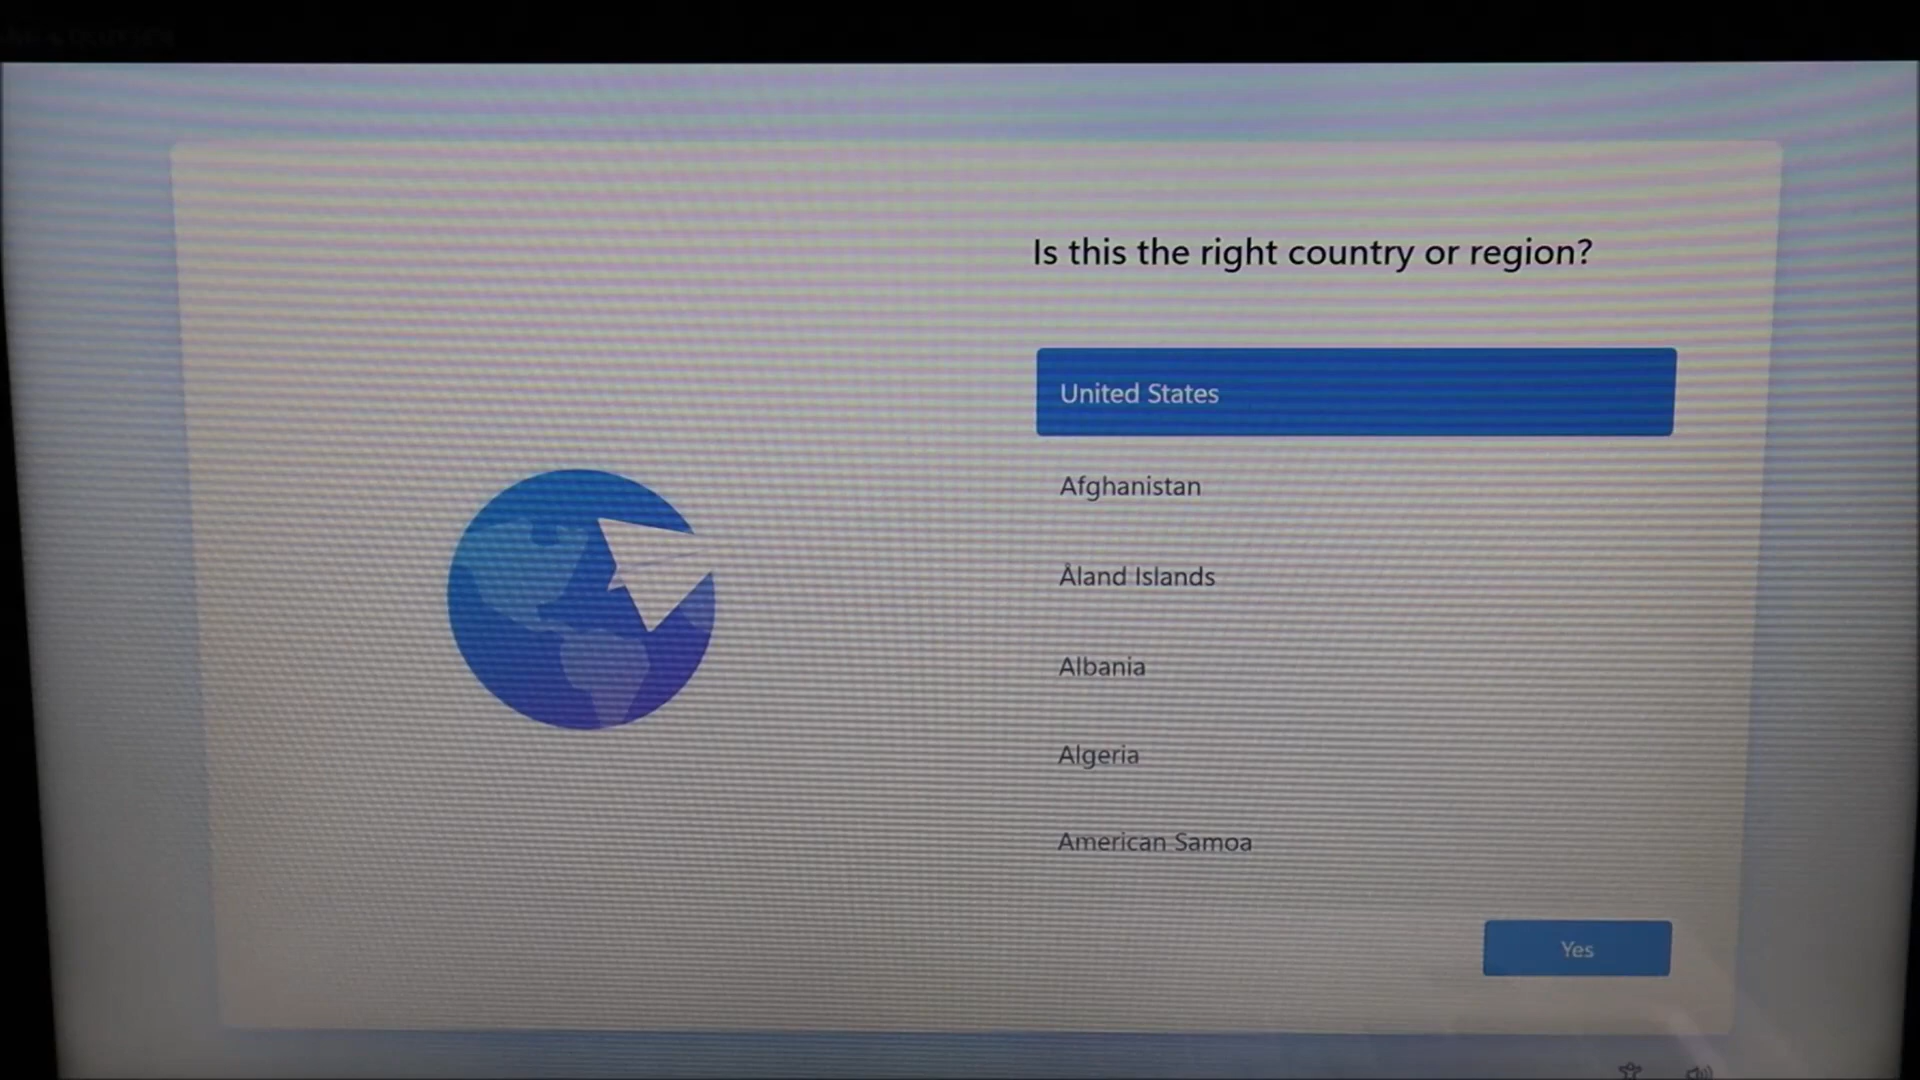 Is this the right country or region?
United States
Afghanistan
Åland Islands
Albania
Algeria
American Samoa
Yes